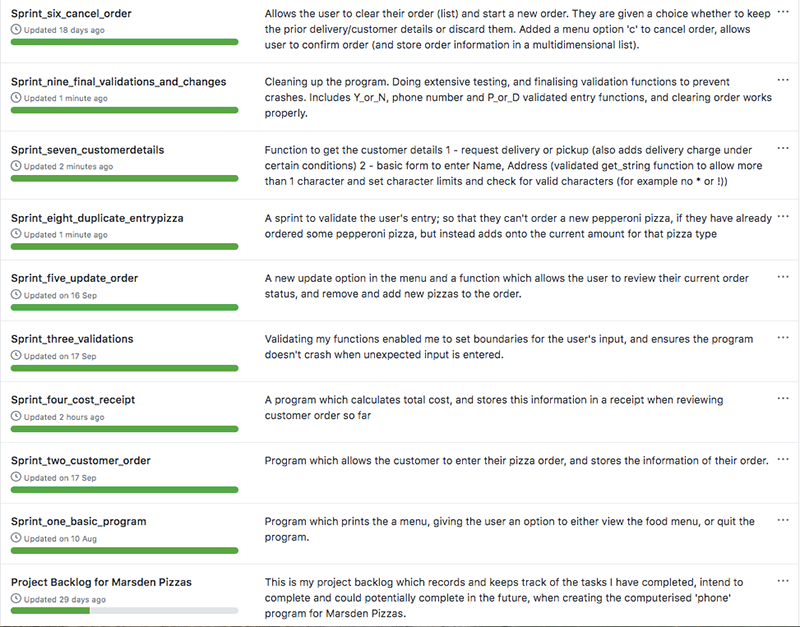 Sprint_six_cancel_order
Updated 18 days ago
Allows the user to clear their order (list) and start a new order. They are given a choice whether to keep
the prior delivery/customer details or discard them. Added a menu option 'c' to cancel order, allows
user to confirm order (and store order information in a multidimensional list).
Sprint_nine_final_validations_and_changes
Updated 1 minute ago
Cleaning up the program. Doing extensive testing, and finalising validation functions to prevent
crashes. Includes Y_or_N, phone number and P_or_D validated entry functions, and clearing order works
properly.
Sprint_seven_customerdetails
Updated 2 minutes ago
Function to get the customer details 1 - request delivery or pickup (also adds delivery charge under
certain conditions) 2 - basic form to enter Name, Address (validated get_string function to allow more
than 1 character and set character limits and check for valid characters (for example no * or !))
Sprint_eight_duplicate_entrypizza
Updated 1 minute ago
A sprint to validate the user's entry; so that they can't order a new pepperoni pizza, if they have already
ordered some pepperoni pizza, but instead adds onto the current amount for that pizza type
Sprint_five_update_order
Updated on 16 Sep
A new update option in the menu and a function which allows the user to review their current order
status, and remove and add new pizzas to the order.
Sprint_three_validations
Updated on 17 Sep
Validating my functions enabled me to set boundaries for the user's input, and ensures the program
doesn't crash when unexpected input is entered.
Sprint_four_cost_receipt
Updated 2 hours ago
A program which calculates total cost, and stores this information in a receipt when reviewing
customer order so far
Sprint_two_customer_order
Updated on 17 Sep
Program which allows the customer to enter their pizza order, and stores the information of their order.
Sprint_one_basic_program
Updated on 10 Aug
Program which prints the a menu, giving the user an option to either view the food menu, or quit the
program.
Project Backlog for Marsden Pizzas
Updated 29 days ago
This is my project backlog which records and keeps track of the tasks I have completed, intend to
complete and could potentially complete in the future, when creating the computerised 'phone'
program for Marsden Pizzas.